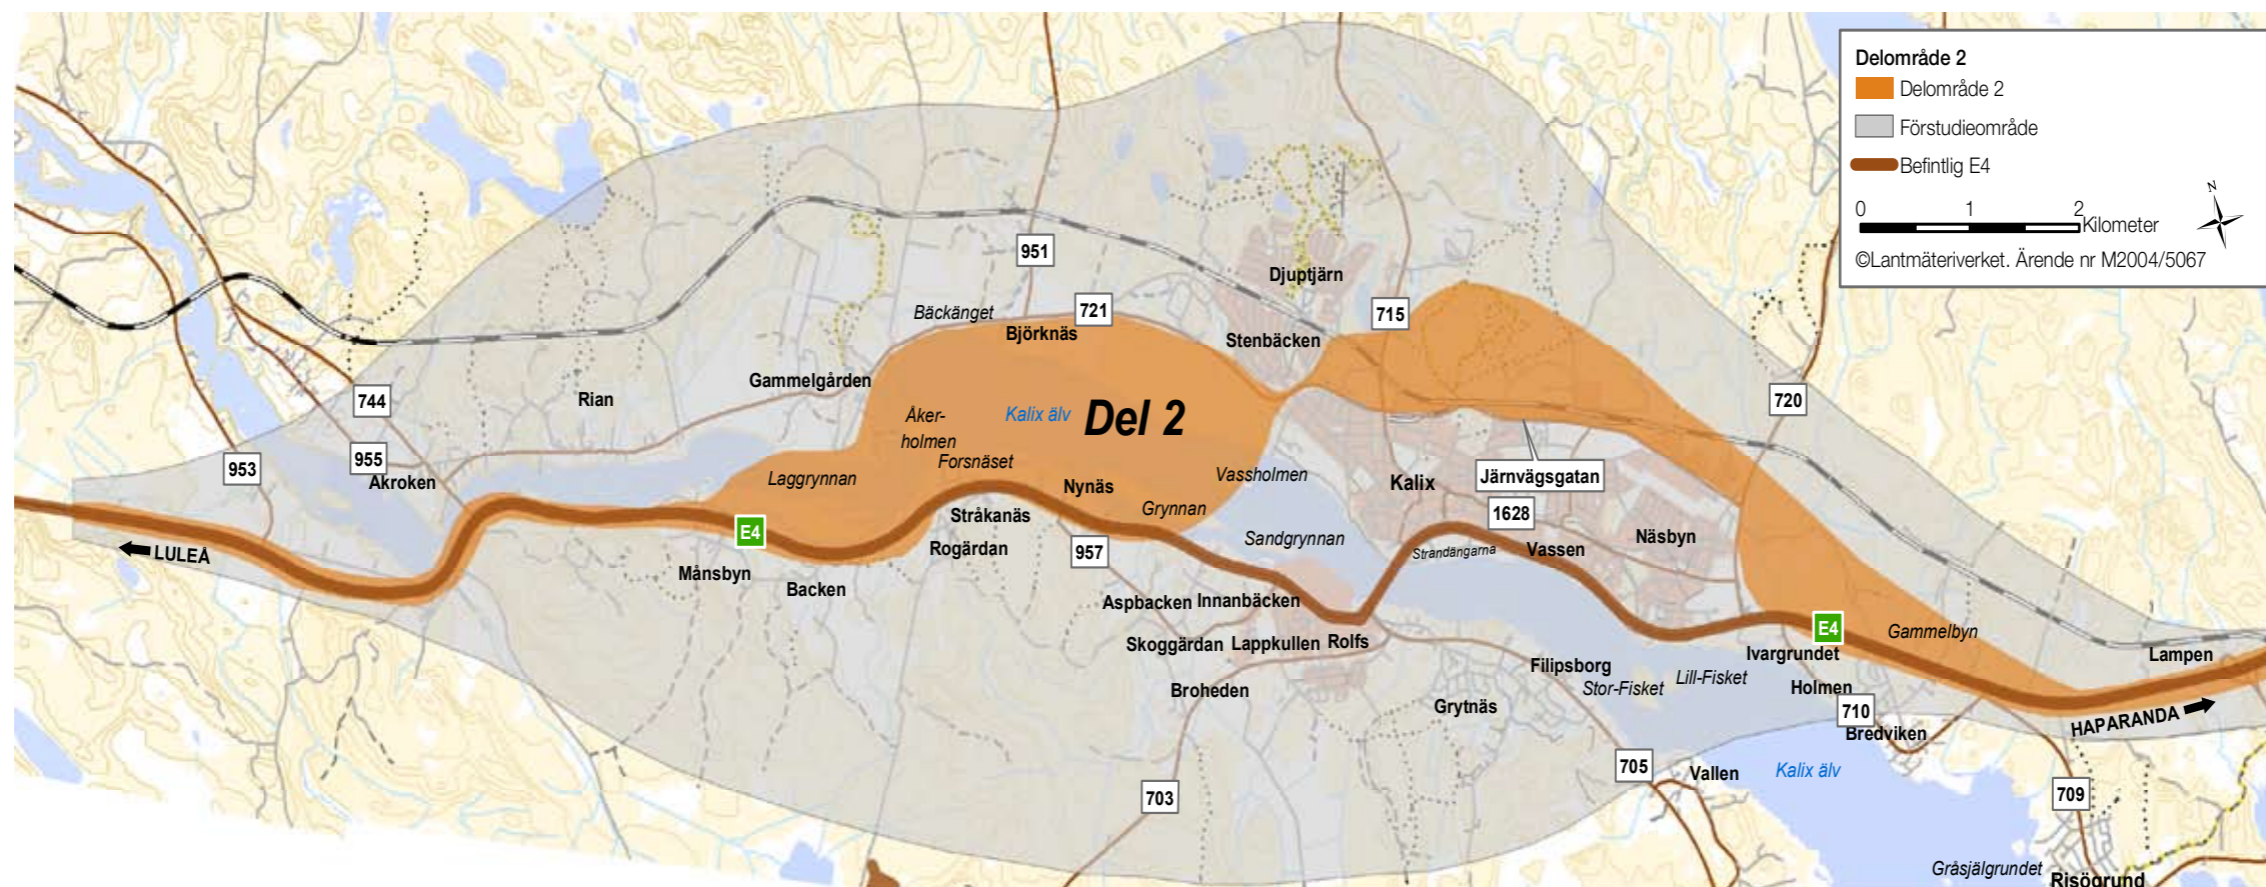 Delområde 2
Delområde 2
Förstudieområde
Befintlig E4
0 1 2
Kilometer
N
©Lantmäteriverket. Ärende nr M2004/5067
951
Djuptjärn
Bäckänget
721
715
Björknäs
Stenbäcken
Gammelgården
744
Rian
720
Åker-
holmen
Kalix älv
Del 2
953
955
Akroken
Laggrynnan
Forsnäset
Nynäs
Vassholmen
Kalix
Järnvägsgatan
Grynnan
1628
E4
Stråkanäs
Rogärdan
957
Sandgrynnan
Strandängarna
Vassen
Näsbyn
LULEÅ
Månsbyn
Backen
Aspbacken
Innanbäcken
E4
Gammelbyn
Skoggärdan
Lappkullen
Rolfs
Ivargrundet
Lampen
Filipsborg
Lill-Fisket
Stor-Fisket
Holmen
Broheden
Grytnäs
710
HAPARANDA
Bredviken
705
Vallen
Kalix älv
703
709
Gråsjälgrundet
Risögrund